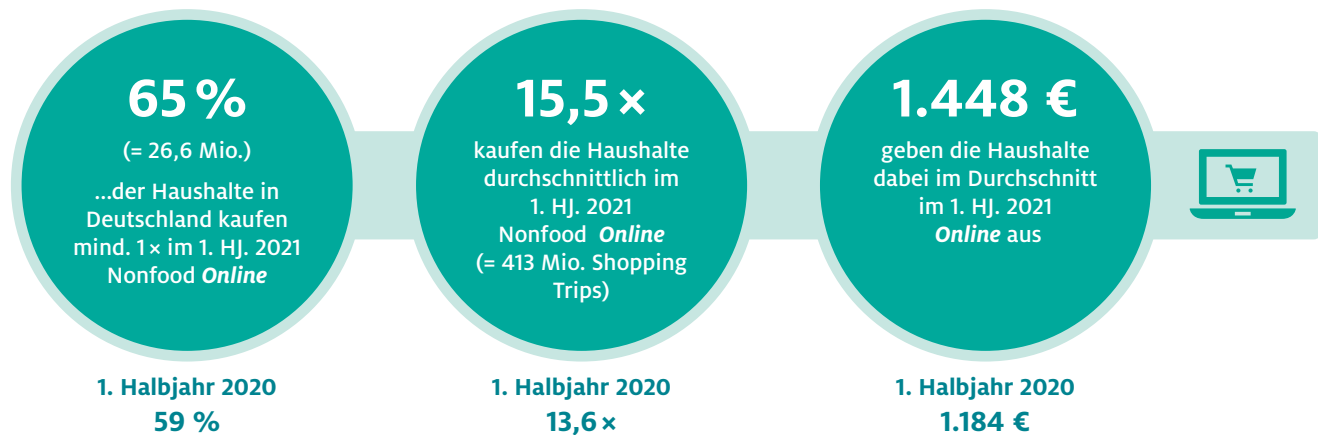 65 %
(= 26,6 Mio.)
...der Haushalte in
Deutschland kaufen
mind. 1 × im 1. HJ. 2021
Nonfood Online
15,5 ×
kaufen die Haushalte
durchschnittlich im
1. HJ. 2021
Nonfood Online
(= 413 Mio. Shopping
Trips)
1.448 €
geben die Haushalte
dabei im Durchschnitt
im 1. HJ. 2021
Online aus
1. Halbjahr 2020
59 %
1. Halbjahr 2020
13,6 ×
1. Halbjahr 2020
1.184 €